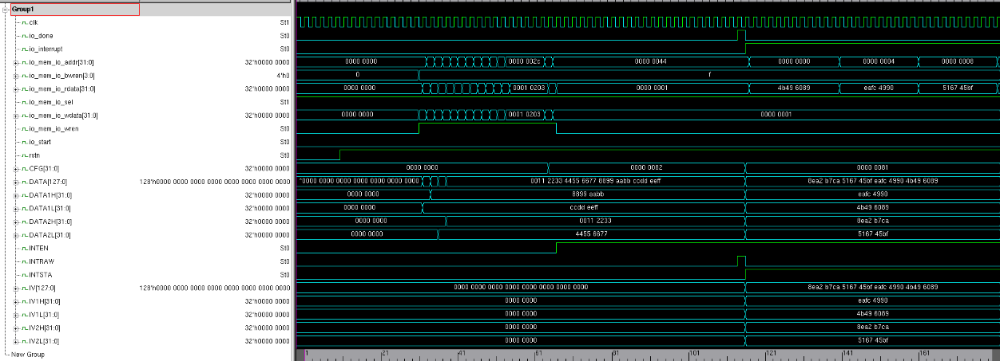 Group1
clk St1
io_done St0
io_interrupt St0
io_mem_io_addr[31:0] 32'h0000 0000 0000 0000 0000 002c 0000 0044 0000 0000 0000 0004 0000 0008
io_mem_io_bwren[3:0] 4'h0 0 f
io_mem_io_rdata[31:0] 32'h0000 0000 0000 0000 0001 0203 0000 0001 4b49 6089 eafc 4990 5167 45bf
io_mem_io_sel St1
io_mem_io_wdata[31:0] 32'h0000 0000 0000 0000 0001 0203 0000 0001
io_mem_io_wren St0
io_start St0
rstn St0
CFG[31:0] 32'h0000 0000 0000 0000 0000 0082 0000 0081
DATA[127:0] 128'h0000 0000 0000 0000 0000 0000 0000 0000 *0000 0000 0000 0000 0000 0000 0000 0011 2233 4455 6677 8899 aabb ccdd eeff 8ea2 b7ca 5167 45bf eafc 4990 4b49 6089
DATA1H[31:0] 32'h0000 0000 0000 0000 8899 aabb eafc 4990
DATA1L[31:0] 32'h0000 0000 0000 0000 ccdd eeff 4b49 6089
DATA2H[31:0] 32'h0000 0000 0000 0000 0011 2233 8ea2 b7ca
DATA2L[31:0] 32'h0000 0000 0000 0000 4455 6677 5167 45bf
INTEN St0
INTRAW St0
INTSTA St0
IV[127:0] 128'h0000 0000 0000 0000 0000 0000 0000 0000 0000 0000 0000 0000 0000 0000 0000 0000 8ea2 b7ca 5167 45bf eafc 4990 4b49 6089
IV1H[31:0] 32'h0000 0000 0000 0000 eafc 4990
IV1L[31:0] 32'h0000 0000 0000 0000 4b49 6089
IV2H[31:0] 32'h0000 0000 0000 0000 8ea2 b7ca
IV2L[31:0] 32'h0000 0000 0000 0000 5167 45bf
New Group
1 21 41 61 81 101 121 141 161